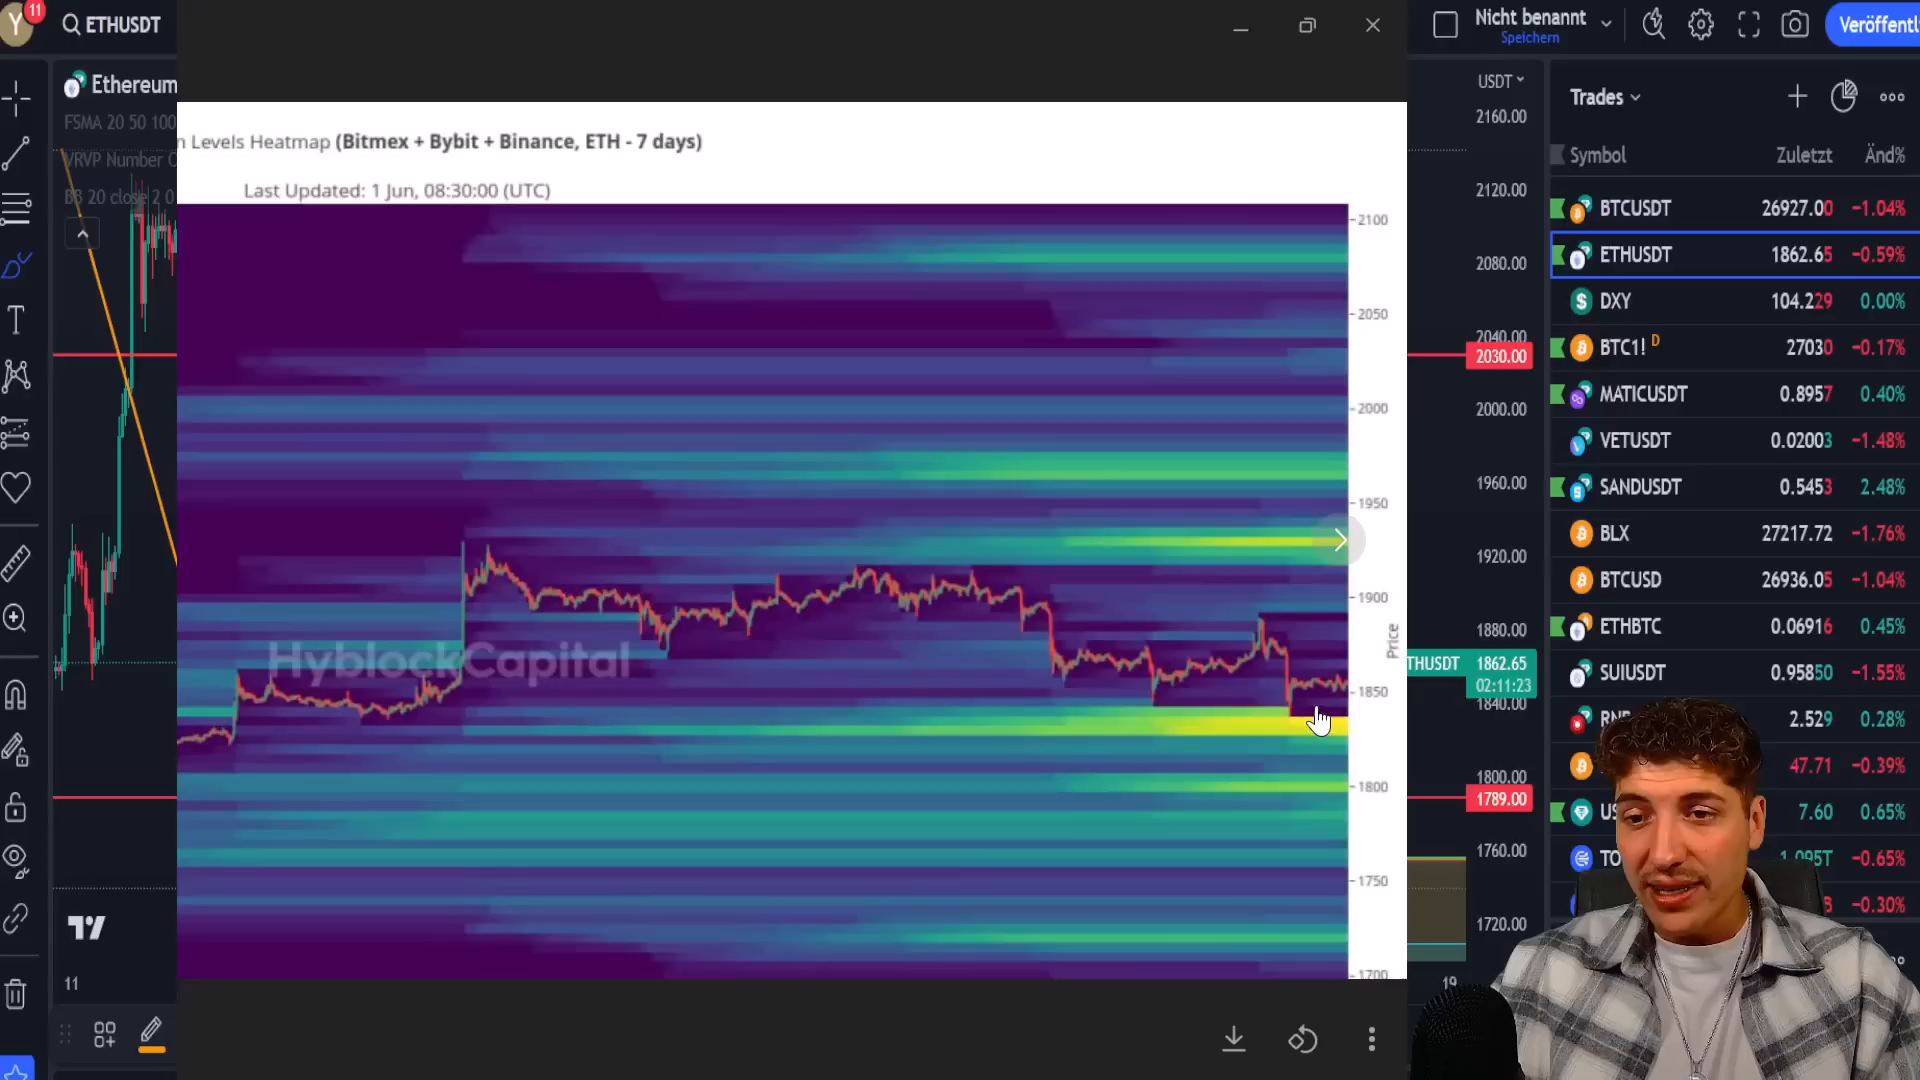 Y
11
ETHUSDT
Ethereum
FSMA 20 50 100
VRVP Number O
BB 20 close 2 0
n Levels Heatmap (Bitmex + Bybit + Binance, ETH - 7 days)
Last Updated: 1 Jun, 08:30:00 (UTC)
2100
2050
2000
1950
1900
1850
1800
1750
1700
Price
HyblockCapital
11
Nicht benannt
Speichern
Veröffentl
USDT
2160.00
2120.00
2080.00
2040.00
2030.00
2000.00
1960.00
1920.00
1880.00
THUSDT 1862.65
02:11:23
1840.00
1800.00
1789.00
1760.00
1720.00
19
Trades
Symbol Zuletzt Änd%
BTCUSDT 26927.00 −1.04%
ETHUSDT 1862.65 −0.59%
DXY 104.229 0.00%
BTC1! D 27030 −0.17%
MATICUSDT 0.8957 0.40%
VETUSDT 0.02003 −1.48%
SANDUSDT 0.5453 2.48%
BLX 27217.72 −1.76%
BTCUSD 26936.05 −1.04%
ETHBTC 0.06916 0.45%
SUIUSDT 0.95850 −1.55%
2.529 0.28%
47.71 −0.39%
US 7.60 0.65%
TO 1.095T −0.65%
−0.30%